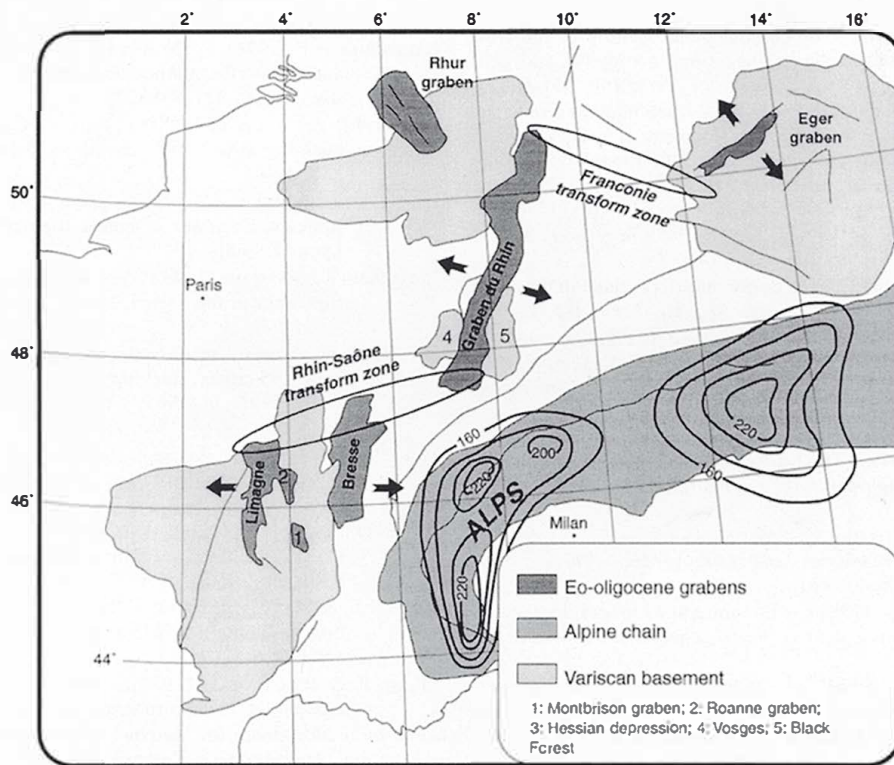 2° 4° 6° 8° 10° 12° 14° 16°
Rhur
graben
Eger
graben
50°
Franconie
transform zone
Paris
Graben du Rhin
4
5
48°
Rhin-Saône
transform zone
160
220
200
220
160
Limagne
2
Bresse
46°
1
ALPS
Milan
220
44°
Eo-oligocene grabens
Alpine chain
Variscan basement
1: Montbrison graben; 2: Roanne graben;
3: Hessian depression; 4: Vosges; 5: Black
Forest